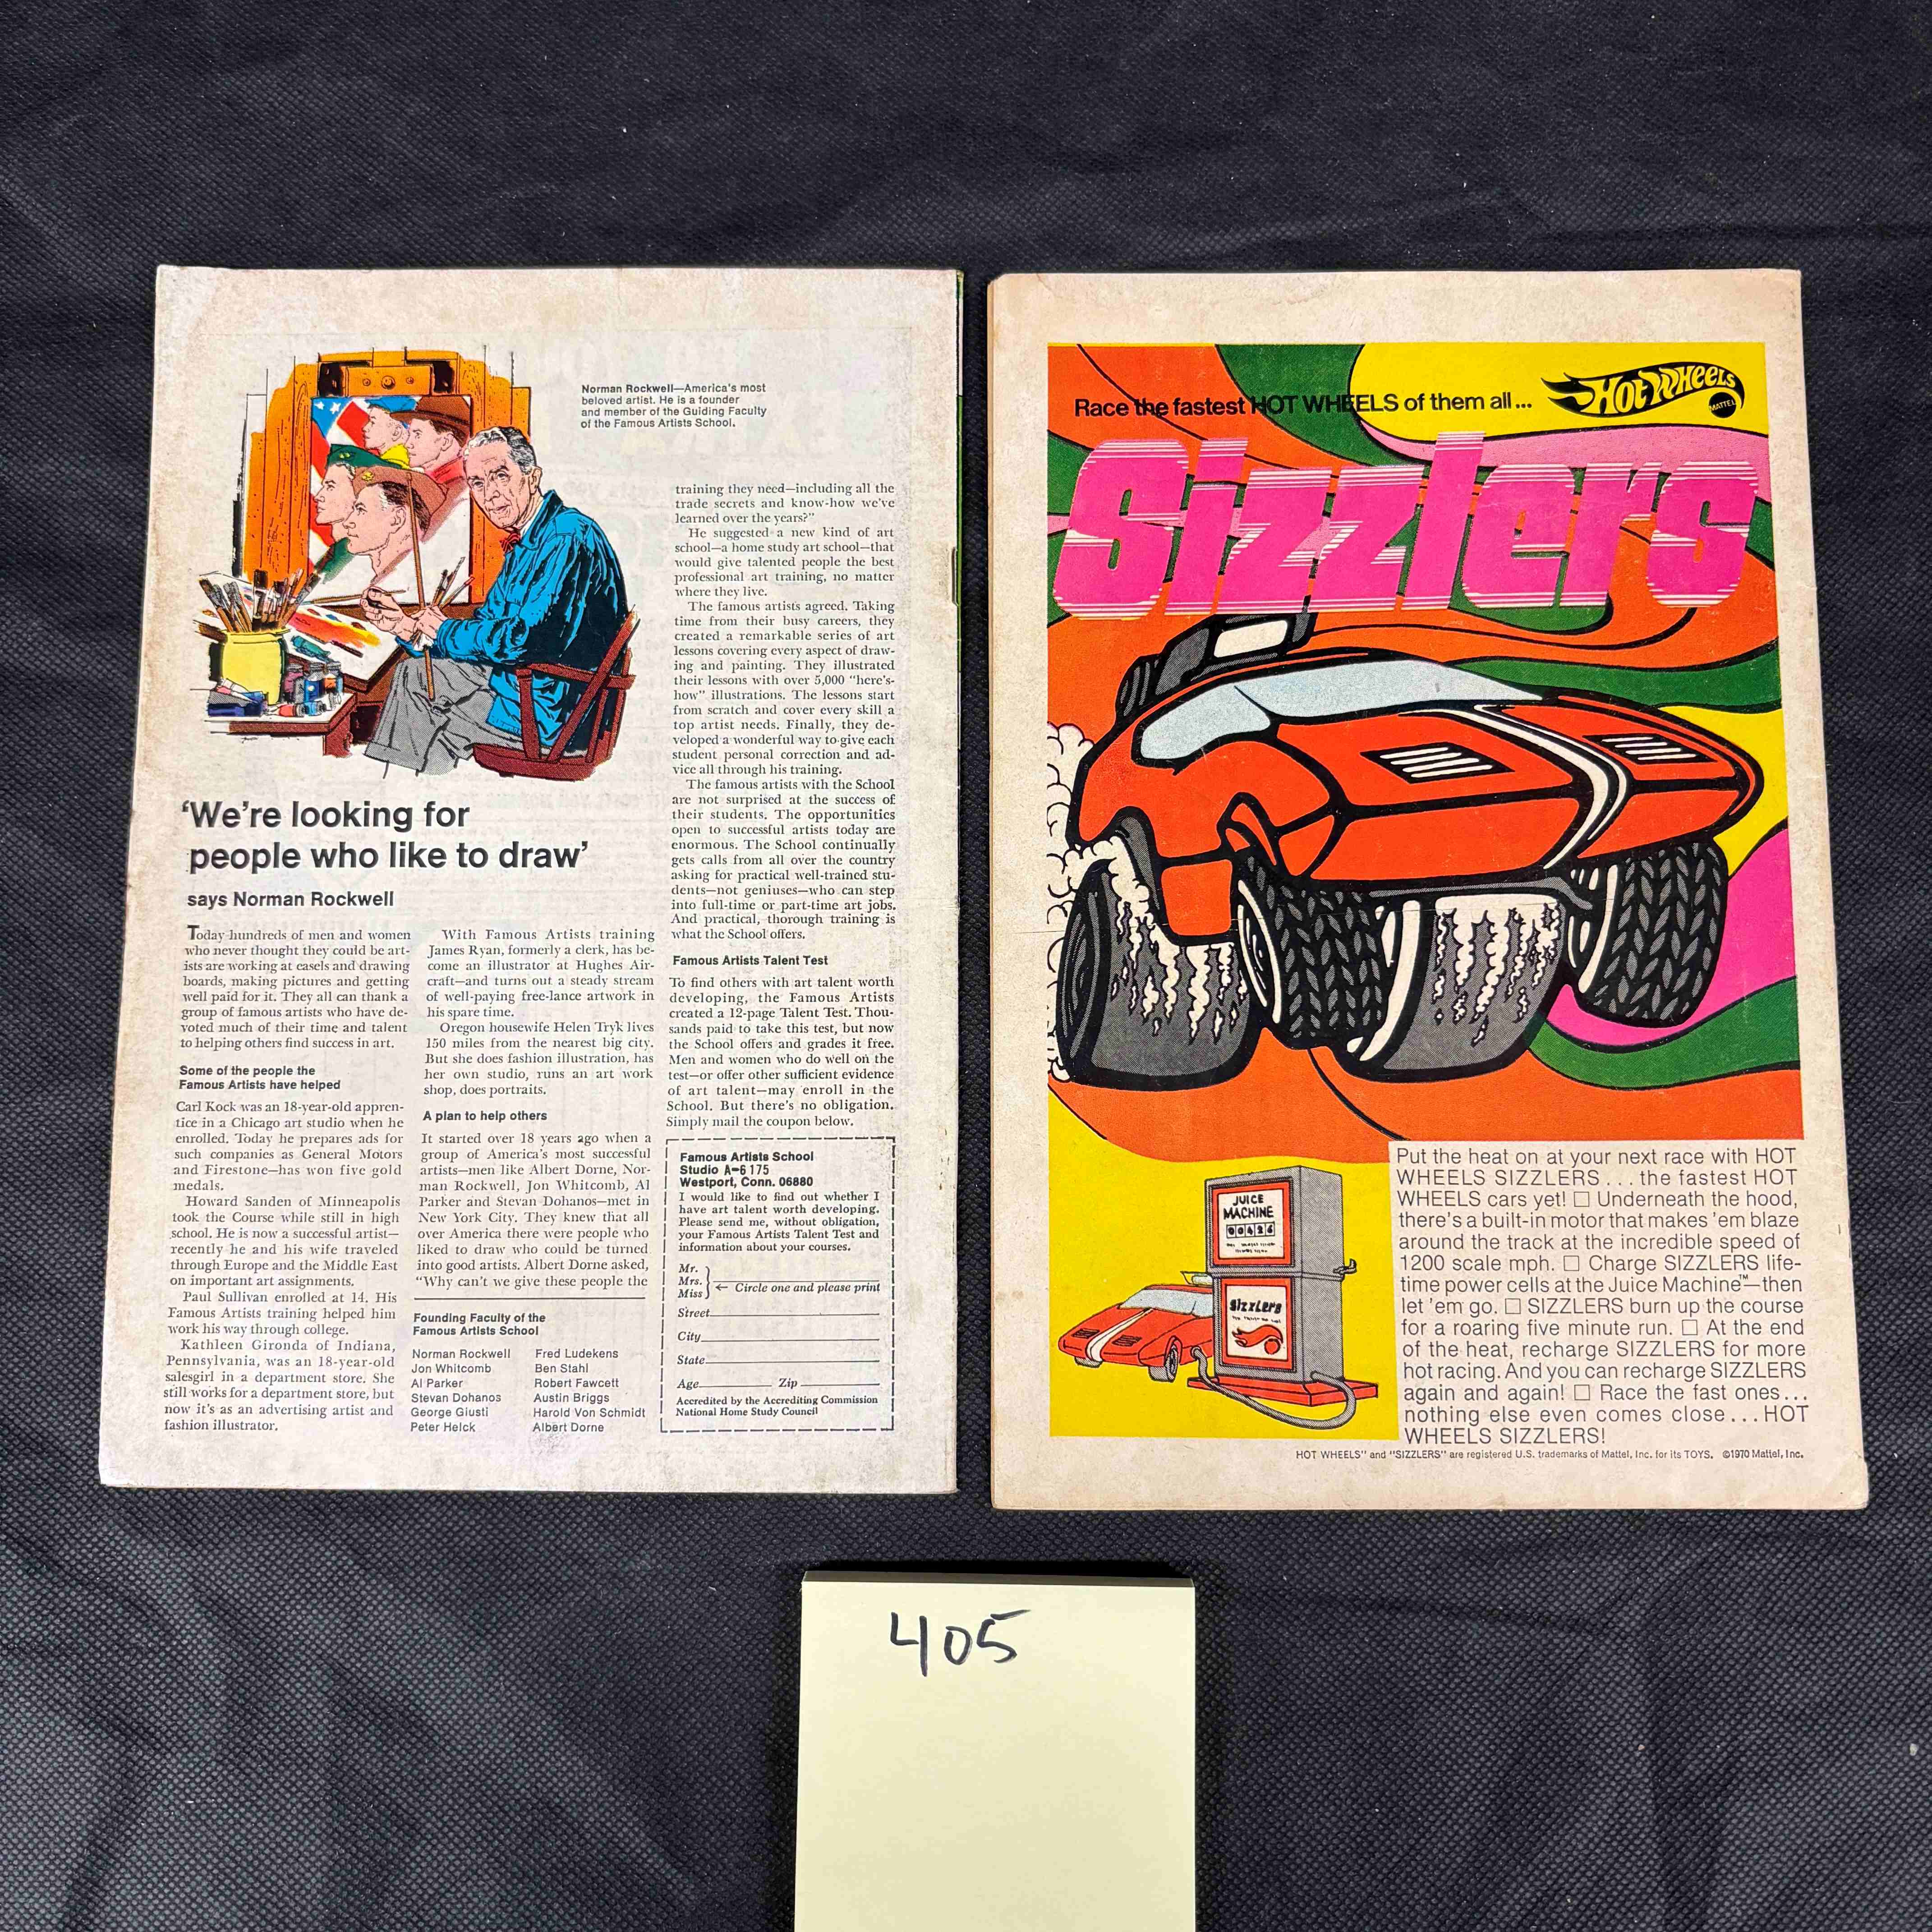 Norman Rockwell—America's most
beloved artist. He is a founder
and member of the Guiding Faculty
of the Famous Artists School.
'We're looking for
people who like to draw'
says Norman Rockwell
Today hundreds of men and women
who never thought they could be art-
ists are working at easels and drawing
boards, making pictures and getting
well paid for it. They all can thank a
group of famous artists who have de-
voted much of their time and talent
to helping others find success in art.
Some of the people the
Famous Artists have helped
Carl Kock was an 18-year-old appren-
tice in a Chicago art studio when he
enrolled. Today he prepares ads for
such companies as General Motors
and Firestone—has won five gold
medals.
Howard Sanden of Minneapolis
took the Course while still in high
school. He is now a successful artist—
recently he and his wife traveled
through Europe and the Middle East
on important art assignments.
Paul Sullivan enrolled at 14. His
Famous Artists training helped him
work his way through college.
Kathleen Gironda of Indiana,
Pennsylvania, was an 18-year-old
salesgirl in a department store. She
still works for a department store, but
now it's as an advertising artist and
fashion illustrator.
With Famous Artists training
James Ryan, formerly a clerk, has be-
come an illustrator at Hughes Air-
craft—and turns out a steady stream
of well-paying free-lance artwork in
his spare time.
Oregon housewife Helen Tryk lives
150 miles from the nearest big city.
But she does fashion illustration, has
her own studio, runs an art work
shop, does portraits.
A plan to help others
It started over 18 years ago when a
group of America's most successful
artists—men like Albert Dorne, Nor-
man Rockwell, Jon Whitcomb, Al
Parker and Stevan Dohanos—met in
New York City. They knew that all
over America there were people who
liked to draw who could be turned
into good artists. Albert Dorne asked,
"Why can't we give these people the
Founding Faculty of the
Famous Artists School
Norman Rockwell
Jon Whitcomb
Al Parker
Stevan Dohanos
George Giusti
Peter Helck
Fred Ludekens
Ben Stahl
Robert Fawcett
Austin Briggs
Harold Von Schmidt
Albert Dorne
training they need—including all the
trade secrets and know-how we've
learned over the years?"
He suggested a new kind of art
school—a home study art school—that
would give talented people the best
professional art training, no matter
where they live.
The famous artists agreed. Taking
time from their busy careers, they
created a remarkable series of art
lessons covering every aspect of draw-
ing and painting. They illustrated
their lessons with over 5,000 "here's-
how" illustrations. The lessons start
from scratch and cover every skill a
top artist needs. Finally, they de-
veloped a wonderful way to give each
student personal correction and ad-
vice all through his training.
The famous artists with the School
are not surprised at the success of
their students. The opportunities
open to successful artists today are
enormous. The School continually
gets calls from all over the country
asking for practical well-trained stu-
dents—not geniuses—who can step
into full-time or part-time art jobs.
And practical, thorough training is
what the School offers.
Famous Artists Talent Test
To find others with art talent worth
developing, the Famous Artists
created a 12-page Talent Test. Thou-
sands paid to take this test, but now
the School offers and grades it free.
Men and women who do well on the
test—or offer other sufficient evidence
of art talent—may enroll in the
School. But there's no obligation.
Simply mail the coupon below.
Famous Artists School
Studio A-6175
Westport, Conn. 06880
I would like to find out whether I
have art talent worth developing.
Please send me, without obligation,
your Famous Artists Talent Test and
information about your courses.
Mr.
Mrs.
Miss
← Circle one and please print
Street
City
State
Age Zip
Accredited by the Accrediting Commission
National Home Study Council
Race the fastest HOT WHEELS of them all...
Hot Wheels
MATTEL
Sizzlers
JUICE
MACHINE
00426
Sizzlers
Put the heat on at your next race with HOT
WHEELS SIZZLERS ... the fastest HOT
WHEELS cars yet! □ Underneath the hood,
there's a built-in motor that makes 'em blaze
around the track at the incredible speed of
1200 scale mph. □ Charge SIZZLERS life-
time power cells at the Juice Machine™—then
let 'em go. □ SIZZLERS burn up the course
for a roaring five minute run. □ At the end
of the heat, recharge SIZZLERS for more
hot racing. And you can recharge SIZZLERS
again and again! □ Race the fast ones...
nothing else even comes close...HOT
WHEELS SIZZLERS!
HOT WHEELS" and "SIZZLERS" are registered U.S. trademarks of Mattel, Inc. for its TOYS. ©1970 Mattel, Inc.
405